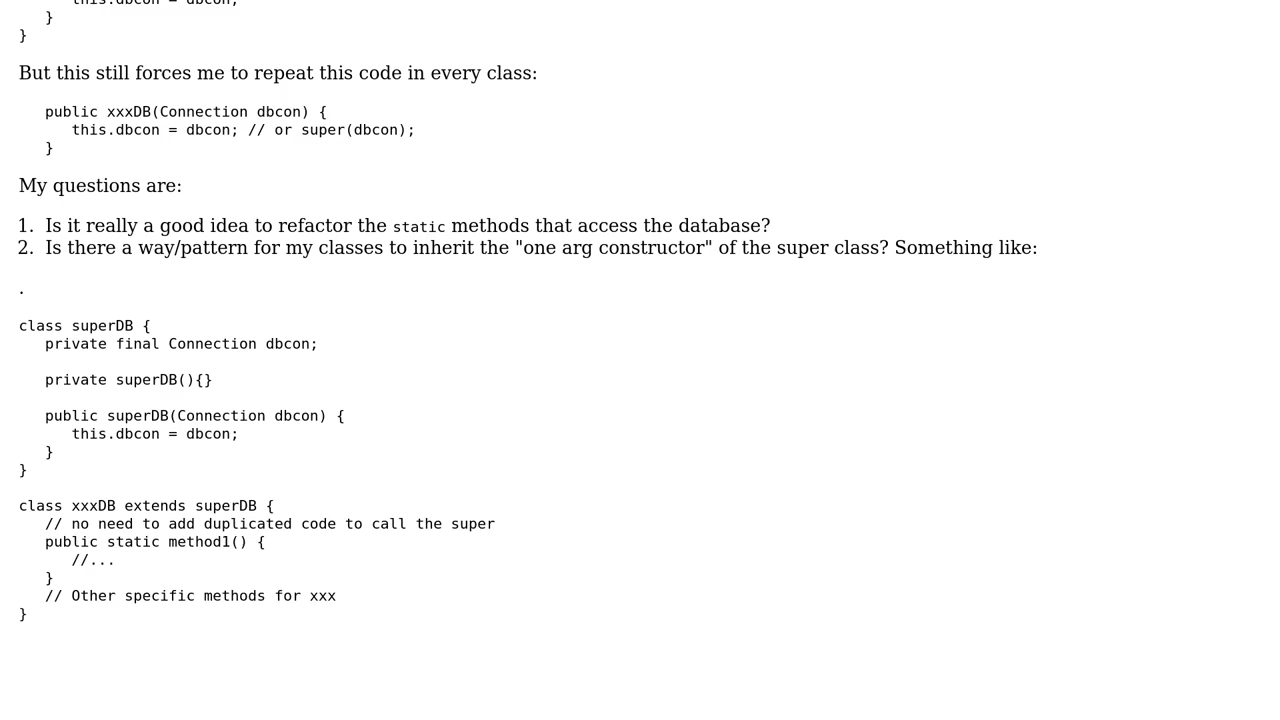 this.dbcon = dbcon;
   }
}
But this still forces me to repeat this code in every class:
   public xxxDB(Connection dbcon) {
      this.dbcon = dbcon; // or super(dbcon);
   }
My questions are:
1. Is it really a good idea to refactor the static methods that access the database?
2. Is there a way/pattern for my classes to inherit the "one arg constructor" of the super class? Something like:
.
class superDB {
   private final Connection dbcon;
   private superDB(){}
   public superDB(Connection dbcon) {
      this.dbcon = dbcon;
   }
}
class xxxDB extends superDB {
   // no need to add duplicated code to call the super
   public static method1() {
      //...
   }
   // Other specific methods for xxx
}